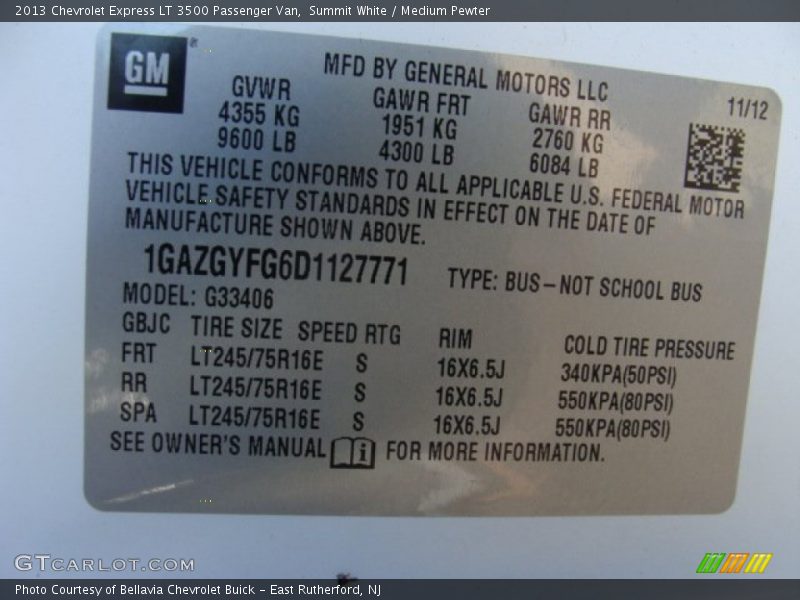 2013 Chevrolet Express LT 3500 Passenger Van, Summit White / Medium Pewter
GM
MFD BY GENERAL MOTORS LLC
11/12
GVWR GAWR FRT GAWR RR
4355 KG 1951 KG 2760 KG
9600 LB 4300 LB 6084 LB
THIS VEHICLE CONFORMS TO ALL APPLICABLE U.S. FEDERAL MOTOR
VEHICLE SAFETY STANDARDS IN EFFECT ON THE DATE OF
MANUFACTURE SHOWN ABOVE.
1GAZGYFG6D1127771 TYPE: BUS-NOT SCHOOL BUS
MODEL: G33406
GBJC TIRE SIZE SPEED RTG RIM COLD TIRE PRESSURE
FRT LT245/75R16E S 16X6.5J 340KPA(50PSI)
RR LT245/75R16E S 16X6.5J 550KPA(80PSI)
SPA LT245/75R16E S 16X6.5J 550KPA(80PSI)
SEE OWNER'S MANUAL i FOR MORE INFORMATION.
GTCARLOT.COM
Photo Courtesy of Bellavia Chevrolet Buick - East Rutherford, NJ